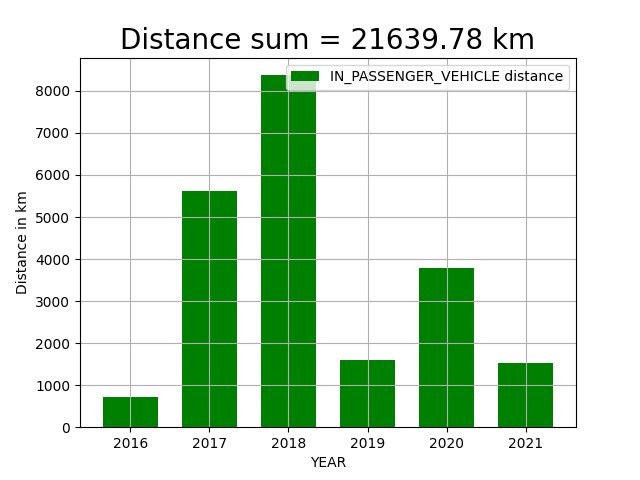 Distance sum = 21639.78 km
IN_PASSENGER_VEHICLE distance
8000
7000
6000
5000
4000
3000
2000
1000
0
Distance in km
2016 2017 2018 2019 2020 2021
YEAR